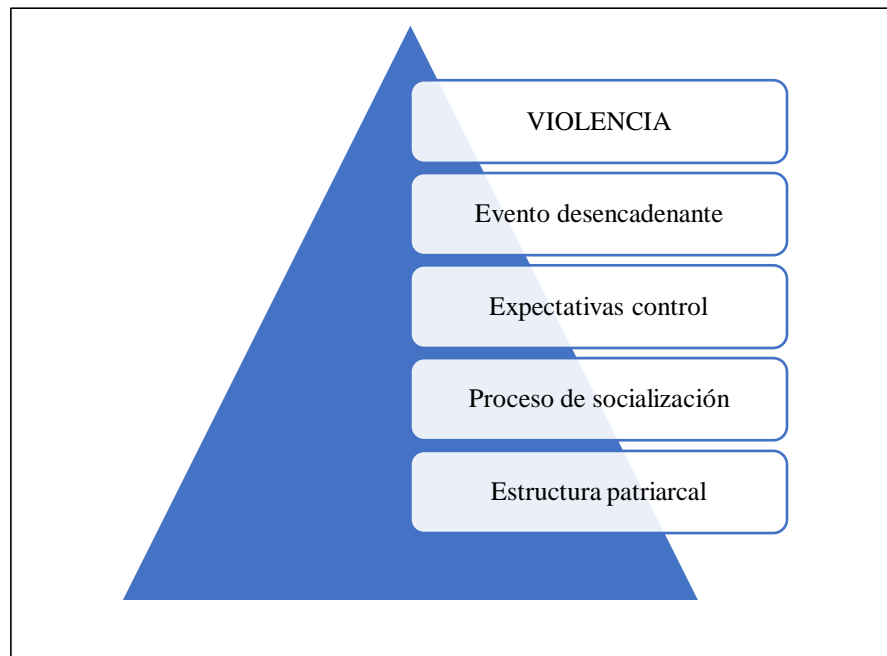 VIOLENCIA
Evento desencadenante
Expectativas control
Proceso de socialización
Estructura patriarcal